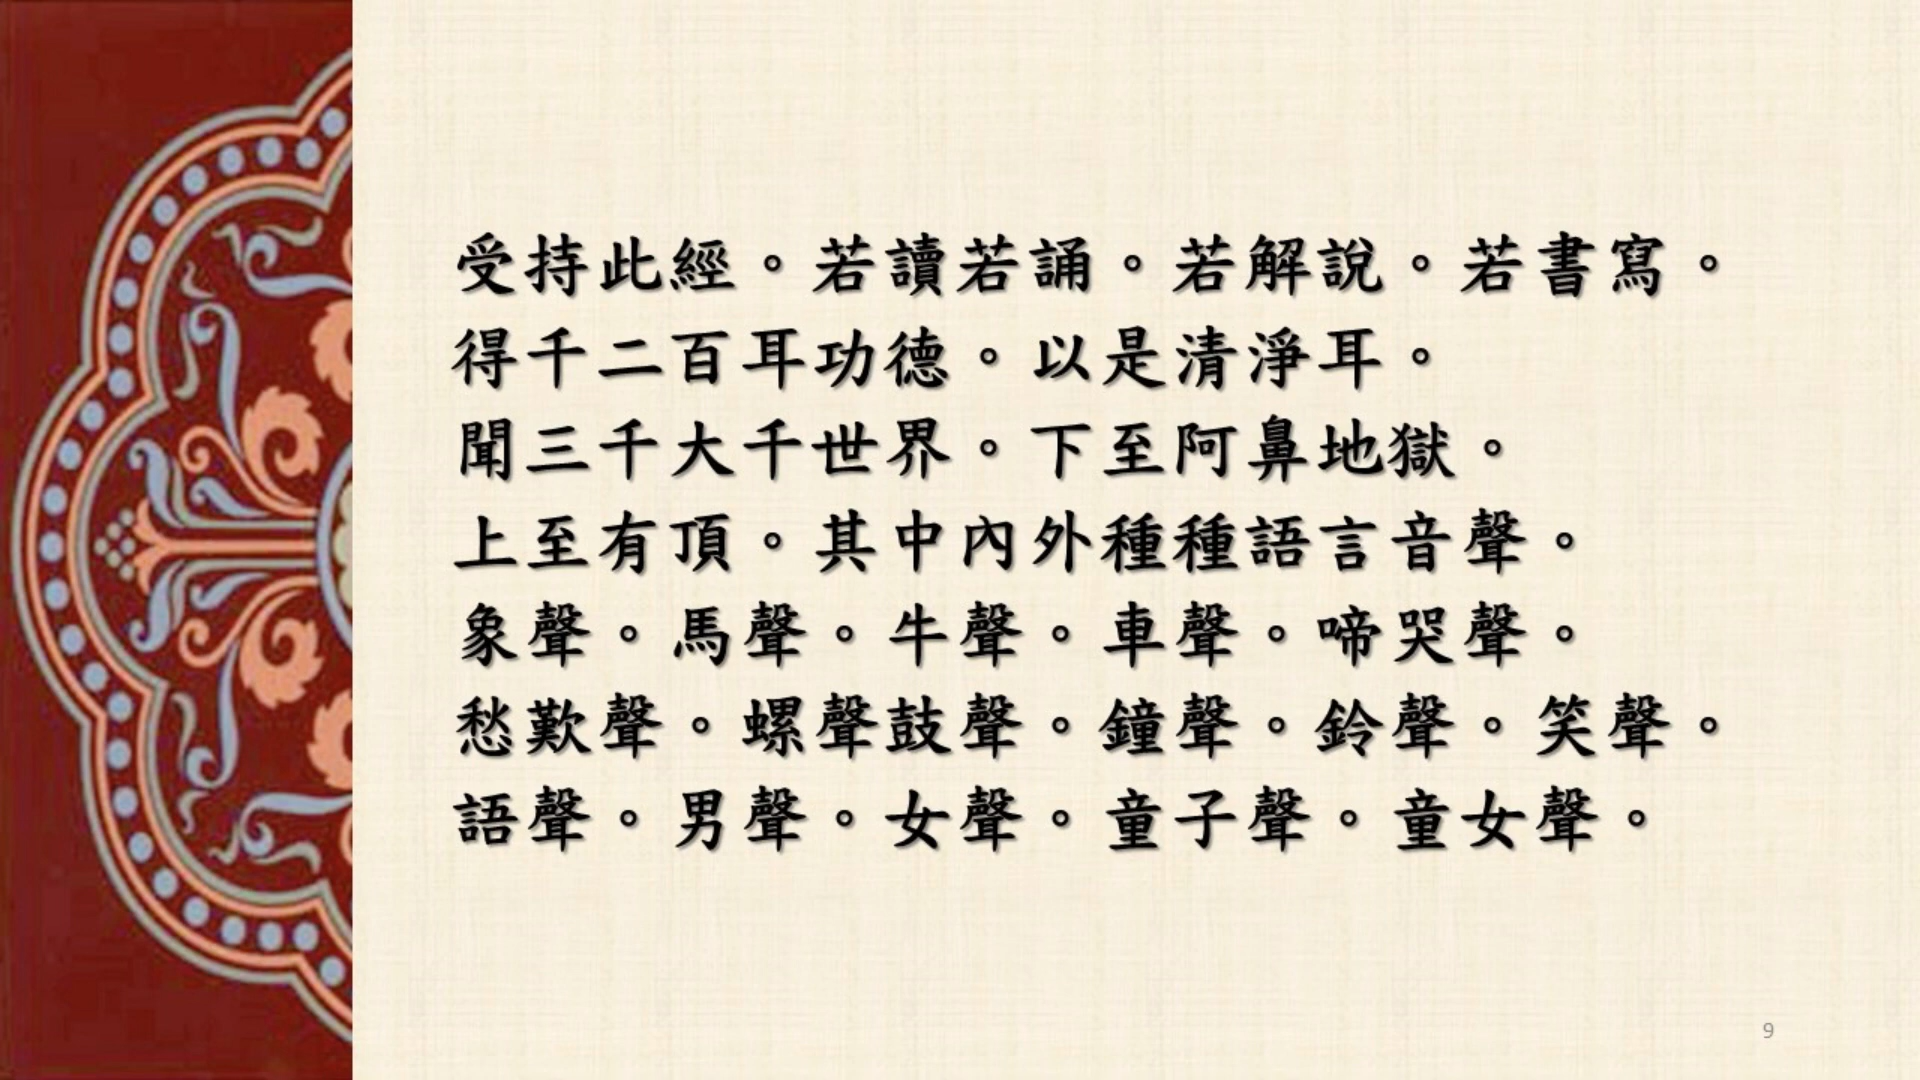 受持此經。若讀若誦。若解說。若書寫。
得千二百耳功德。以是清淨耳。
聞三千大千世界。下至阿鼻地獄。
上至有頂。其中內外種種語言音聲。
象聲。馬聲。牛聲。車聲。啼哭聲。
愁歎聲。螺聲鼓聲。鐘聲。鈴聲。笑聲。
語聲。男聲。女聲。童子聲。童女聲。
9